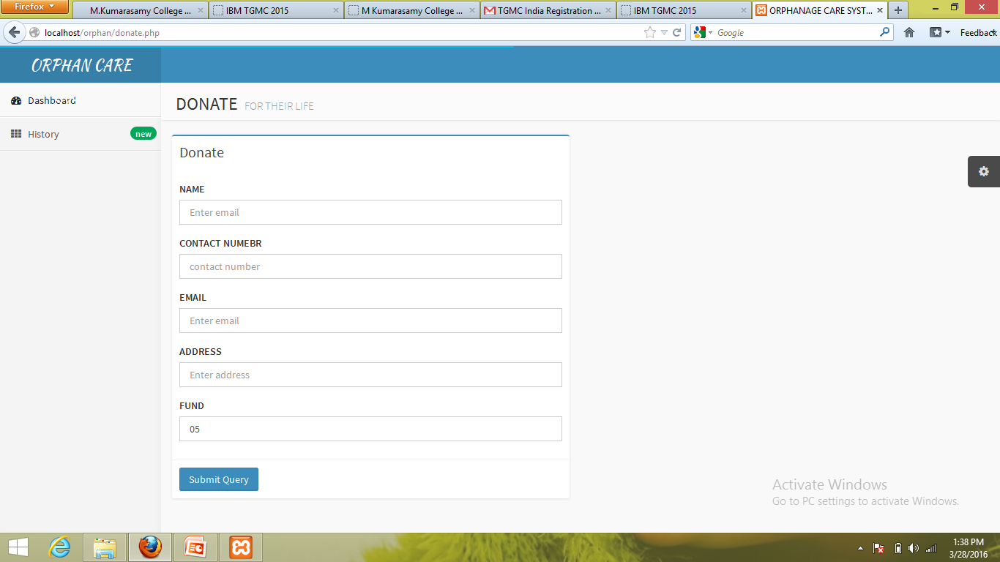 Firefox
M.Kumarasamy College ...
IBM TGMC 2015
M Kumarasamy College ...
TGMC India Registration ...
IBM TGMC 2015
ORPHANAGE CARE SYST...
localhost/orphan/donate.php
Google
Feedback
ORPHAN CARE
Dashboard
DONATE FOR THEIR LIFE
History
new
Donate
NAME
Enter email
CONTACT NUMEBR
contact number
EMAIL
Enter email
ADDRESS
Enter address
FUND
05
Submit Query
Activate Windows
Go to PC settings to activate Windows.
1:38 PM
3/28/2016